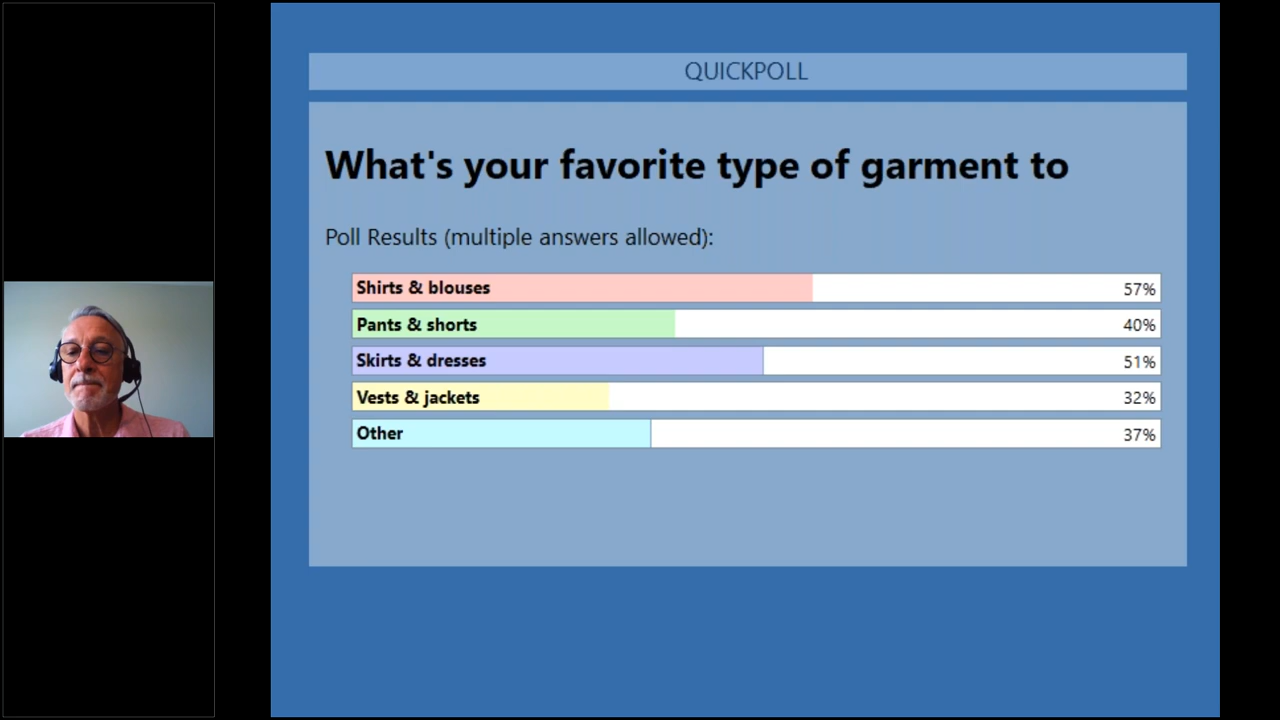 QUICKPOLL
What's your favorite type of garment to
Poll Results (multiple answers allowed):
Shirts & blouses 57%
Pants & shorts 40%
Skirts & dresses 51%
Vests & jackets 32%
Other 37%